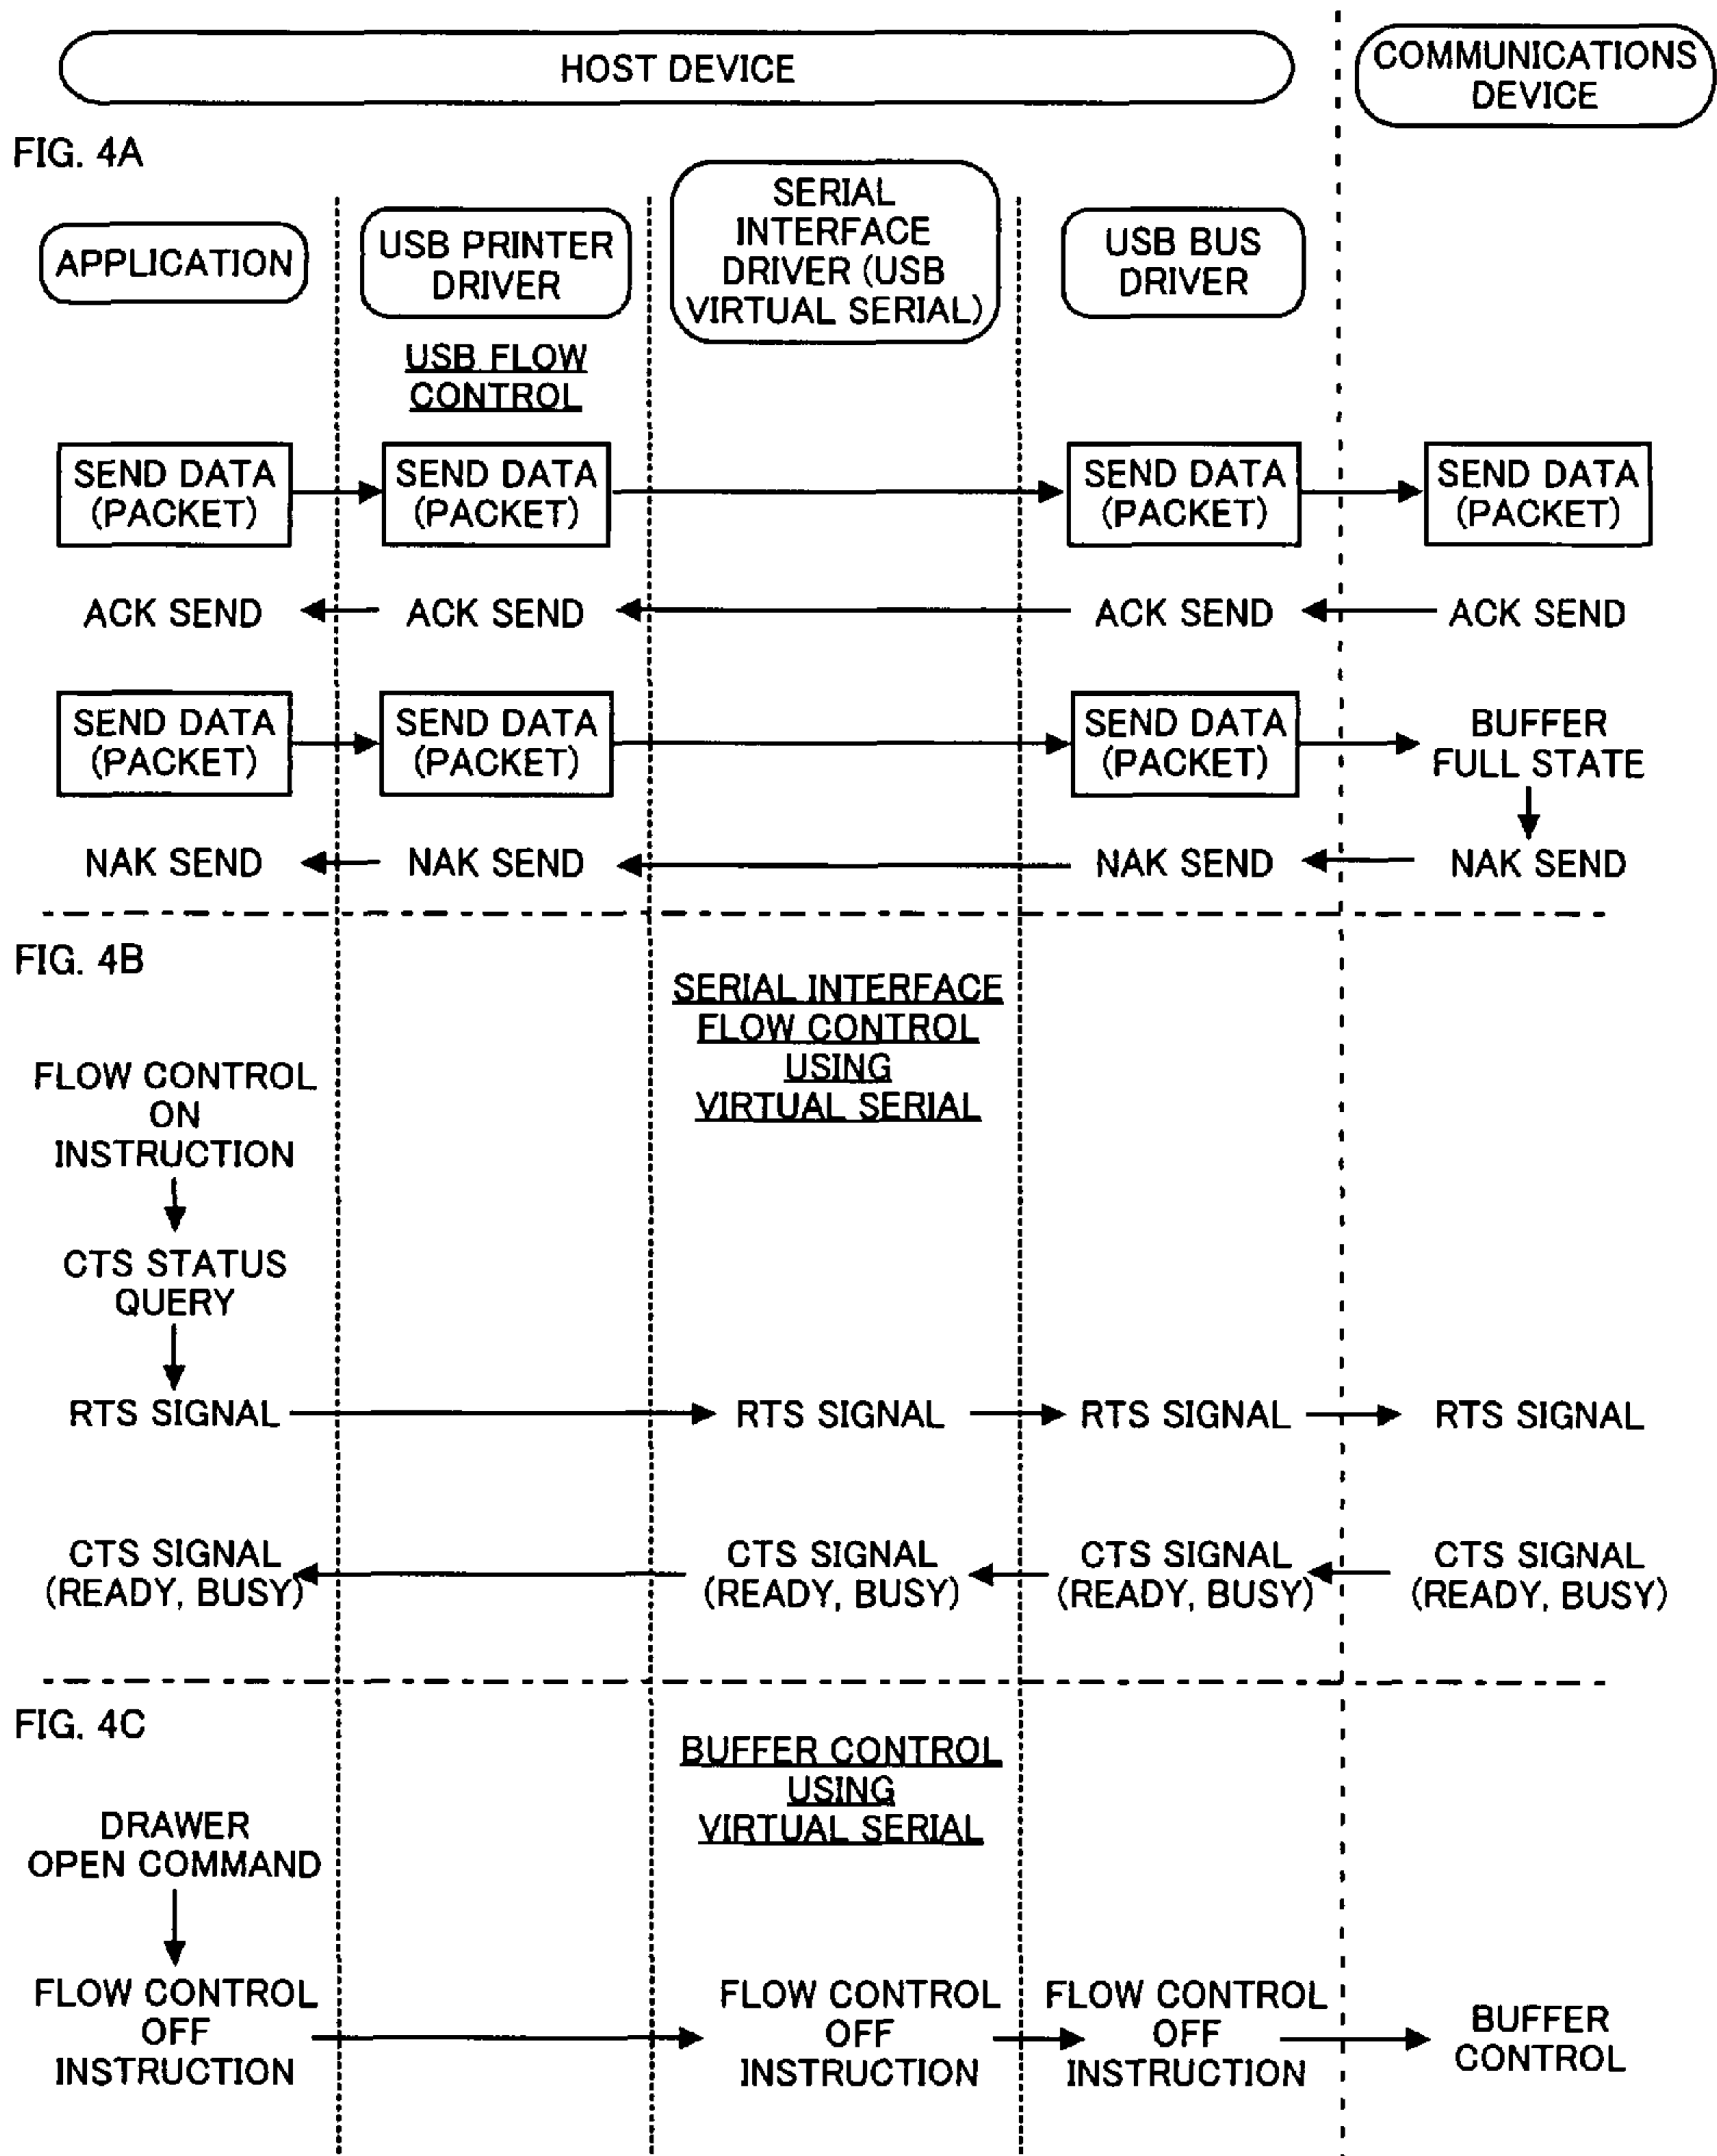 HOST DEVICE
COMMUNICATIONS
DEVICE
FIG. 4A
APPLICATION
USB PRINTER
DRIVER
SERIAL
INTERFACE
DRIVER (USB
VIRTUAL SERIAL)
USB BUS
DRIVER
USB FLOW
CONTROL
SEND DATA
(PACKET)
SEND DATA
(PACKET)
SEND DATA
(PACKET)
SEND DATA
(PACKET)
ACK SEND
ACK SEND
ACK SEND
ACK SEND
SEND DATA
(PACKET)
SEND DATA
(PACKET)
SEND DATA
(PACKET)
BUFFER
FULL STATE
NAK SEND
NAK SEND
NAK SEND
NAK SEND
FIG. 4B
SERIAL INTERFACE
FLOW CONTROL
USING
VIRTUAL SERIAL
FLOW CONTROL
ON
INSTRUCTION
CTS STATUS
QUERY
RTS SIGNAL
RTS SIGNAL
RTS SIGNAL
RTS SIGNAL
CTS SIGNAL
(READY, BUSY)
CTS SIGNAL
(READY, BUSY)
CTS SIGNAL
(READY, BUSY)
CTS SIGNAL
(READY, BUSY)
FIG. 4C
BUFFER CONTROL
USING
VIRTUAL SERIAL
DRAWER
OPEN COMMAND
FLOW CONTROL
OFF
INSTRUCTION
FLOW CONTROL
OFF
INSTRUCTION
FLOW CONTROL
OFF
INSTRUCTION
BUFFER
CONTROL